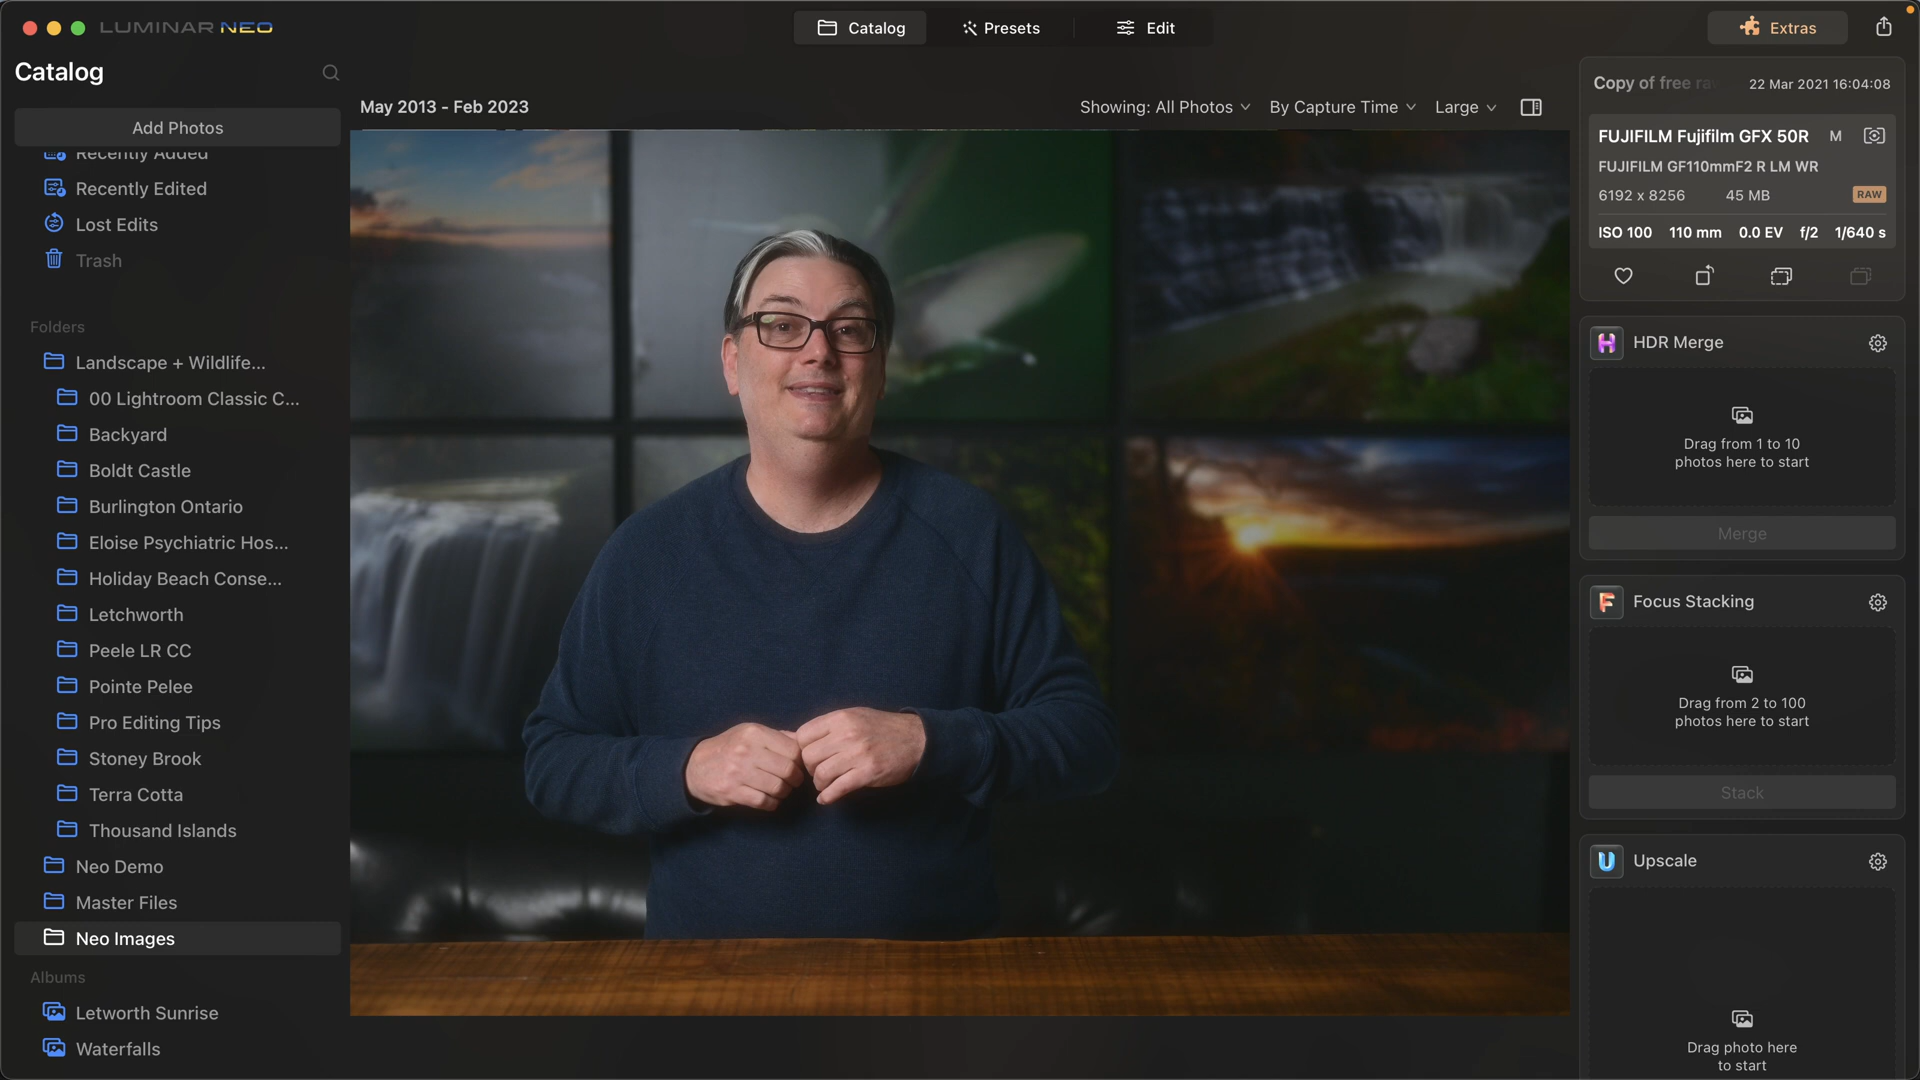 LUMINAR NEO
Catalog
Presets
Edit
Extras
Catalog
Add Photos
Recently Added
Recently Edited
Lost Edits
Trash
Folders
Landscape + Wildlife...
00 Lightroom Classic C...
Backyard
Boldt Castle
Burlington Ontario
Eloise Psychiatric Hos...
Holiday Beach Conse...
Letchworth
Peele LR CC
Pointe Pelee
Pro Editing Tips
Stoney Brook
Terra Cotta
Thousand Islands
Neo Demo
Master Files
Neo Images
Albums
Letworth Sunrise
Waterfalls
May 2013 - Feb 2023
Showing: All Photos
By Capture Time
Large
Copy of free ra
22 Mar 2021 16:04:08
FUJIFILM Fujifilm GFX 50R M
FUJIFILM GF110mmF2 R LM WR
6192 x 8256 45 MB RAW
ISO 100 110 mm 0.0 EV f/2 1/640 s
H HDR Merge
Drag from 1 to 10
photos here to start
Merge
F Focus Stacking
Drag from 2 to 100
photos here to start
Stack
U Upscale
Drag photo here
to start